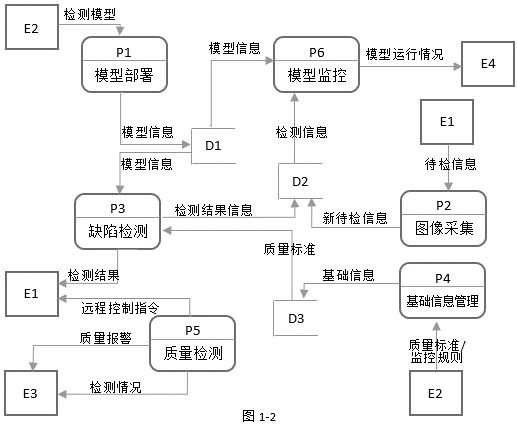 E2
检测模型
P1
模型部署
模型信息
P6
模型监控
模型运行情况
E4
模型信息
D1
检测信息
E1
模型信息
待检信息
D2
P3
缺陷检测
检测结果信息
新待检信息
P2
图像采集
质量标准
检测结果
基础信息
P4
基础信息管理
E1
远程控制指令
D3
P5
质量检测
质量报警
质量标准/
监控规则
E3
检测情况
E2
图 1-2